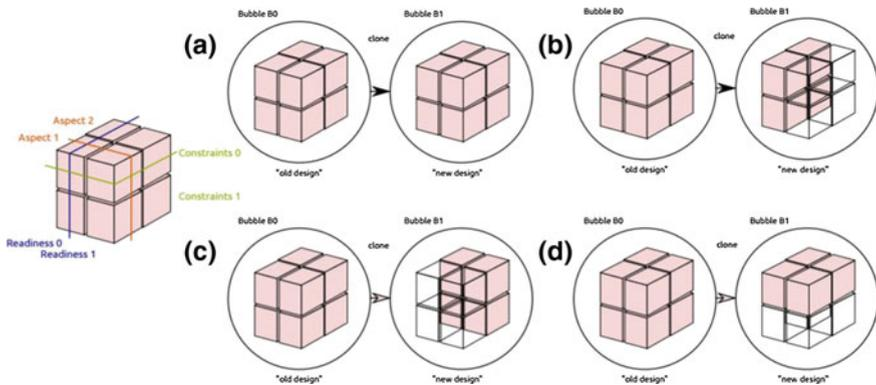 Aspect 2
Aspect 1
Constraints 0
Constraints 1
Readiness 0
Readiness 1
(a)
Bubble B0
clone
Bubble B1
"old design"
"new design"
(b)
Bubble B0
clone
Bubble B1
"old design"
"new design"
(c)
Bubble B0
clone
Bubble B1
"old design"
"new design"
(d)
Bubble B0
clone
Bubble B1
"old design"
"new design"